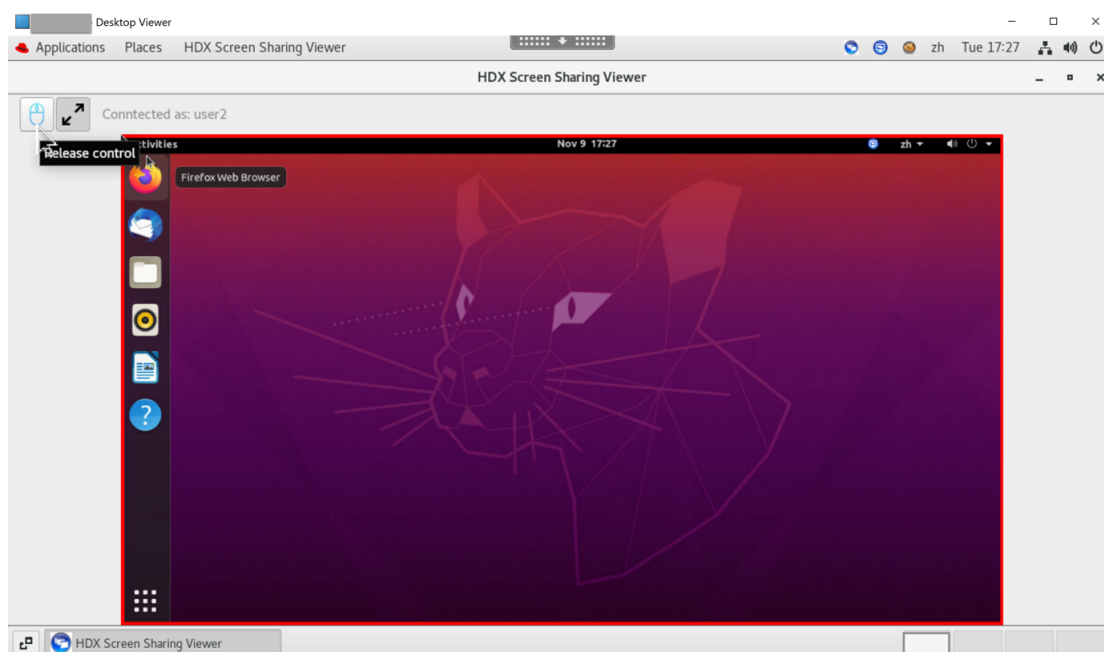 Desktop Viewer
Applications Places HDX Screen Sharing Viewer zh Tue 17:27
HDX Screen Sharing Viewer
Conntected as: user2
Release control
tivities Nov 9 17:27 zh
Firefox Web Browser
HDX Screen Sharing Viewer